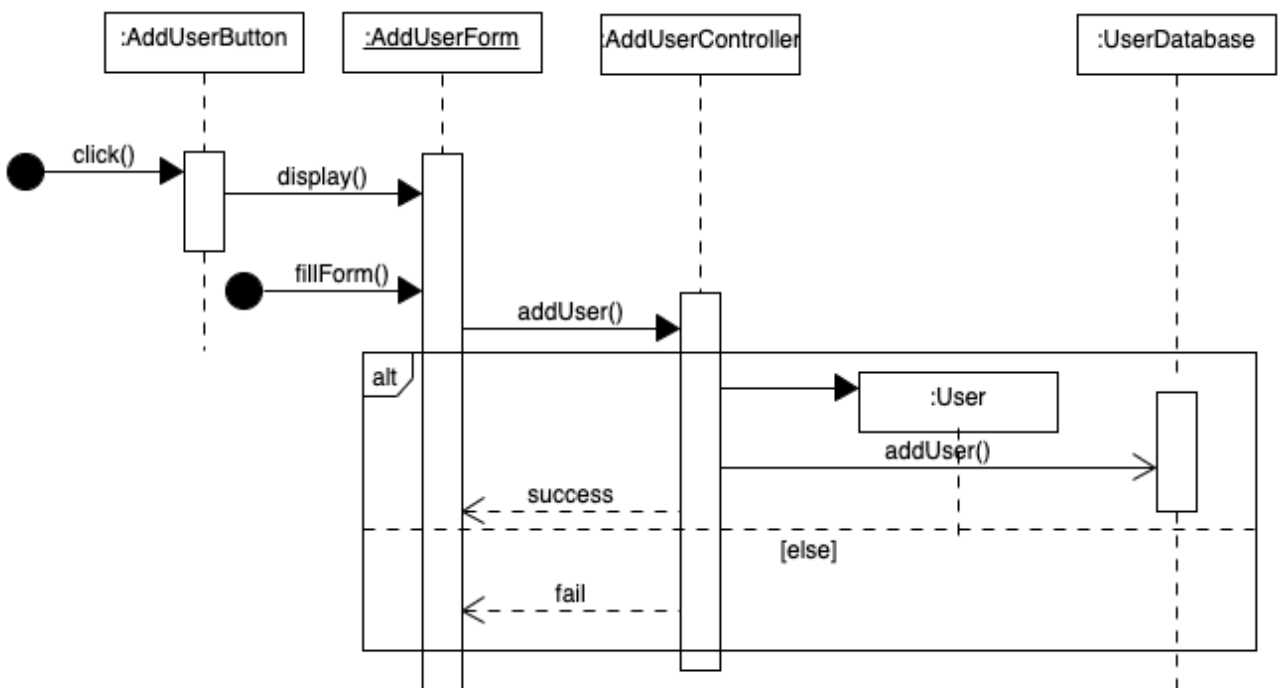 :AddUserButton
:AddUserForm
:AddUserController
:UserDatabase
click()
display()
fillForm()
addUser()
alt
:User
addUser()
success
[else]
fail